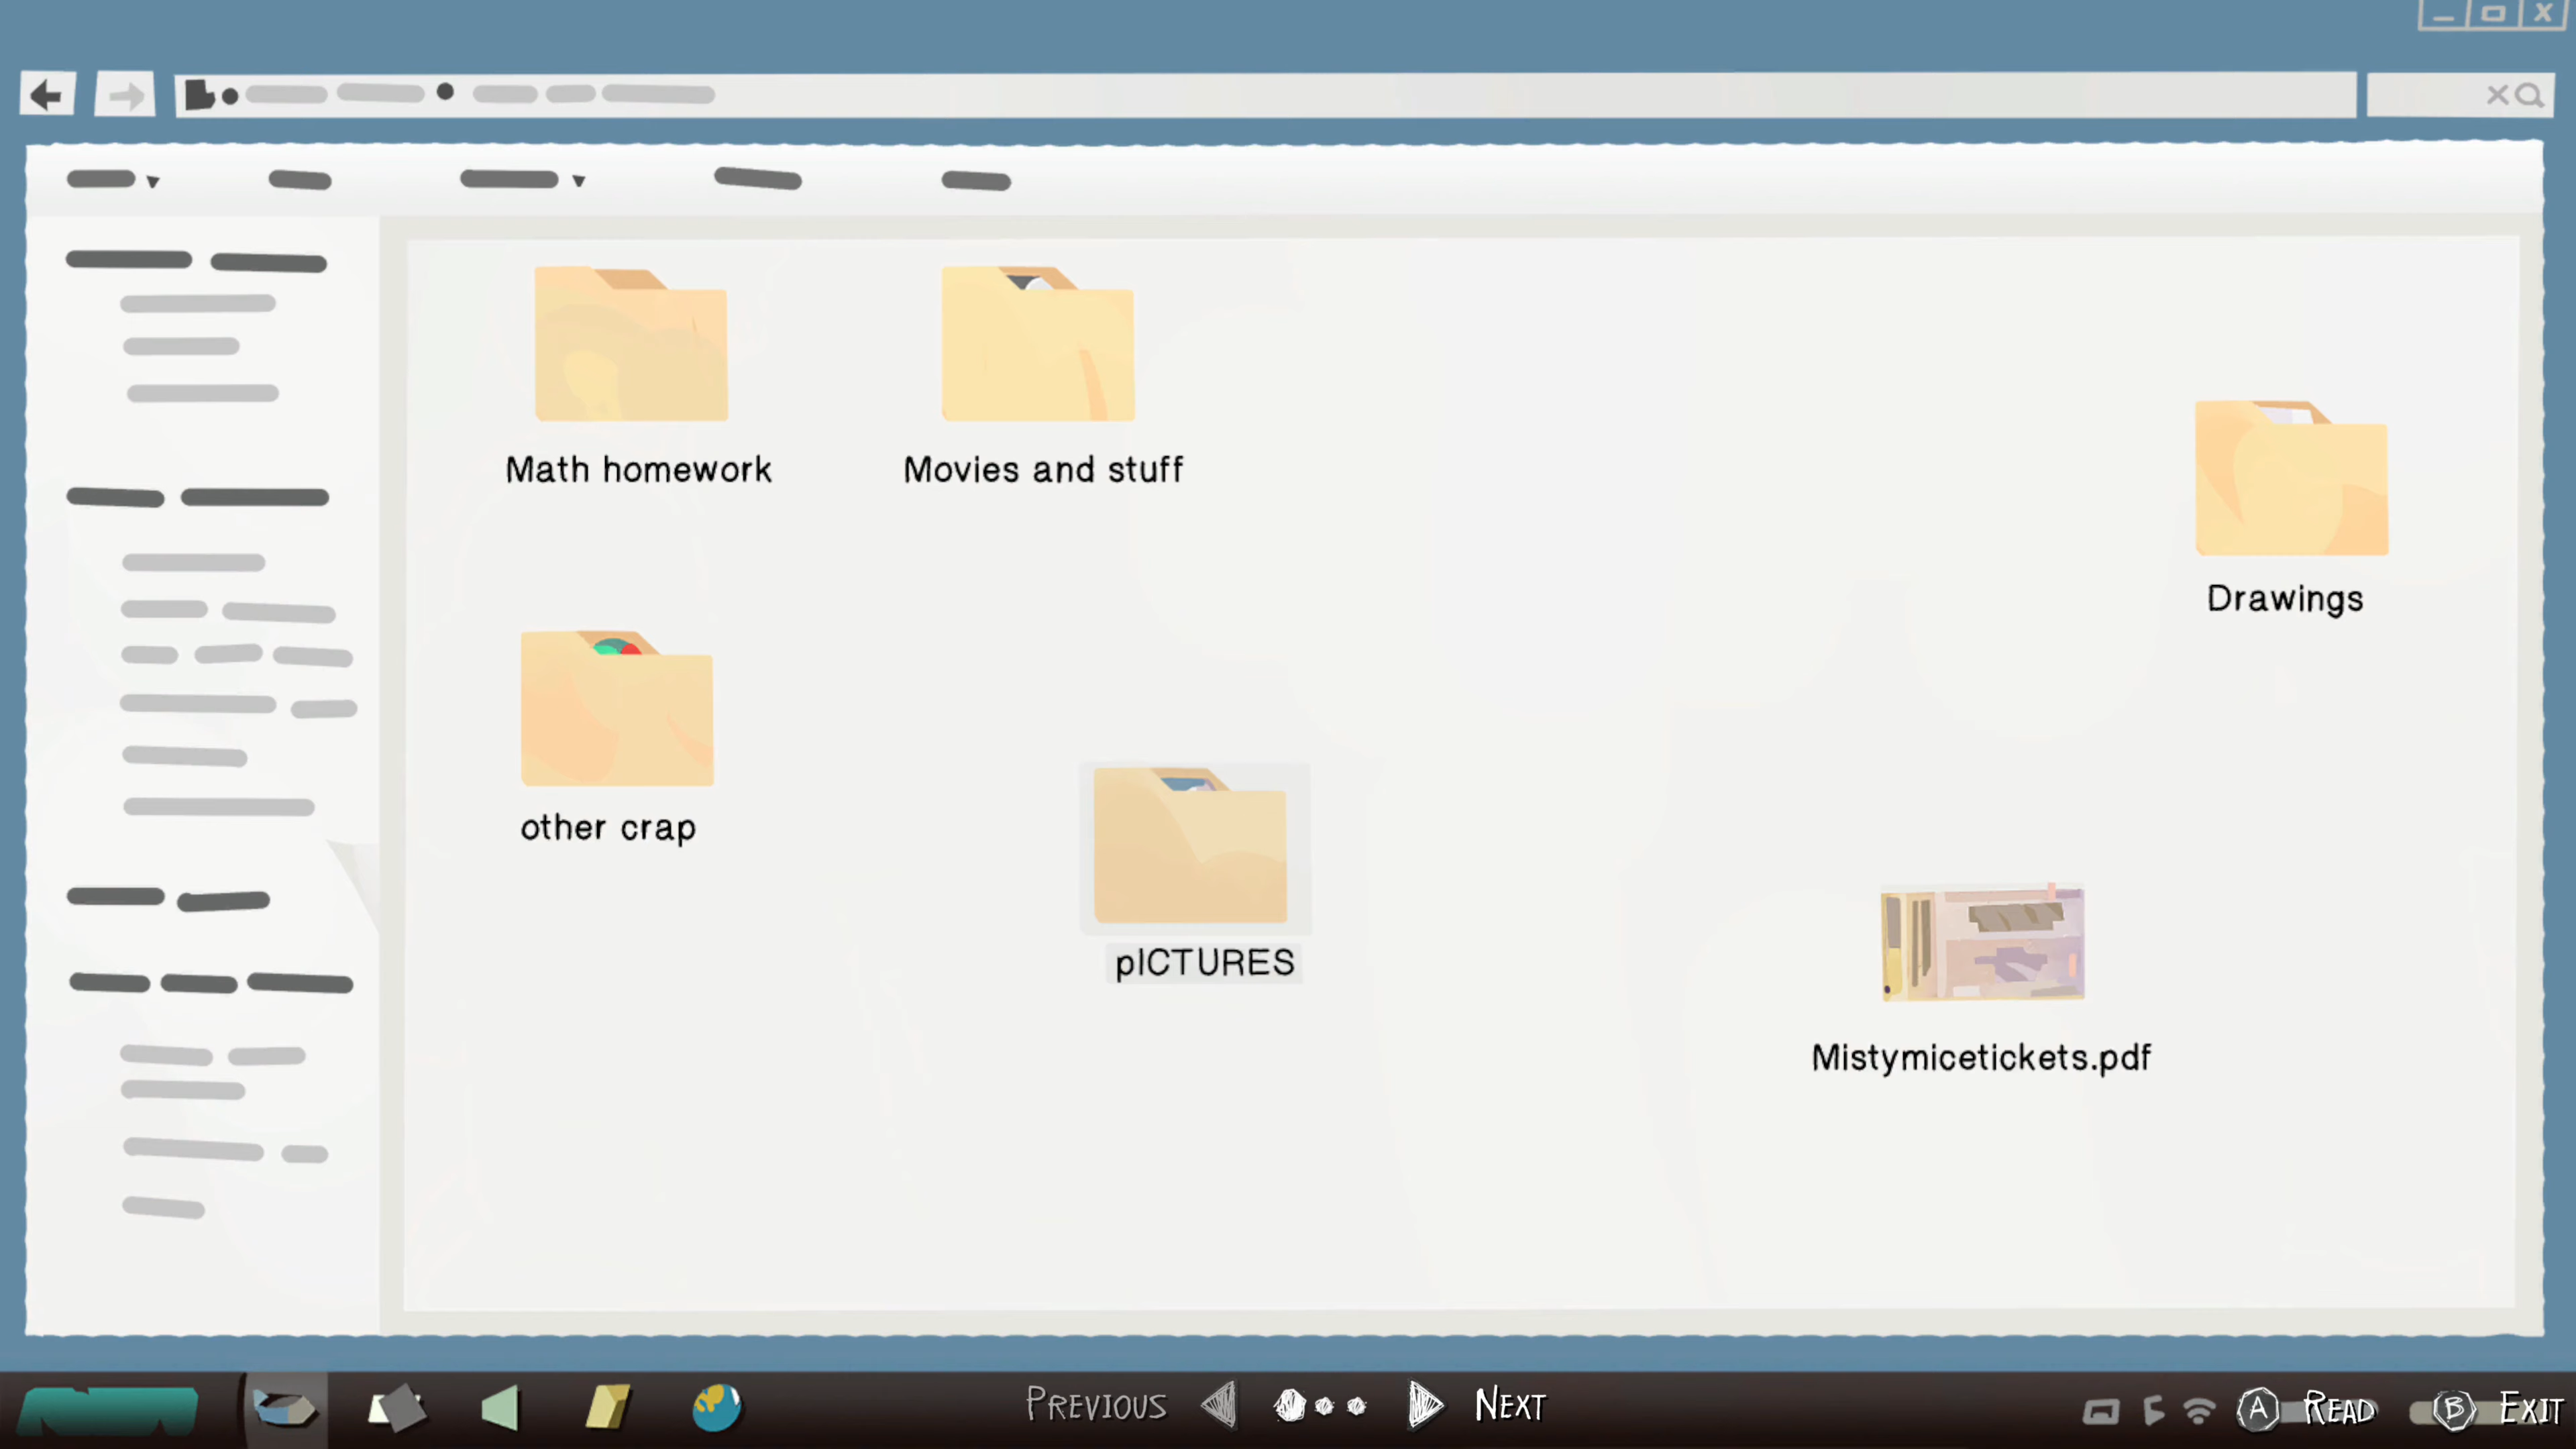 Math homework
Movies and stuff
Drawings
other crap
pICTURES
Mistymicetickets.pdf
PREVIOUS
NEXT
A READ
B EXIT